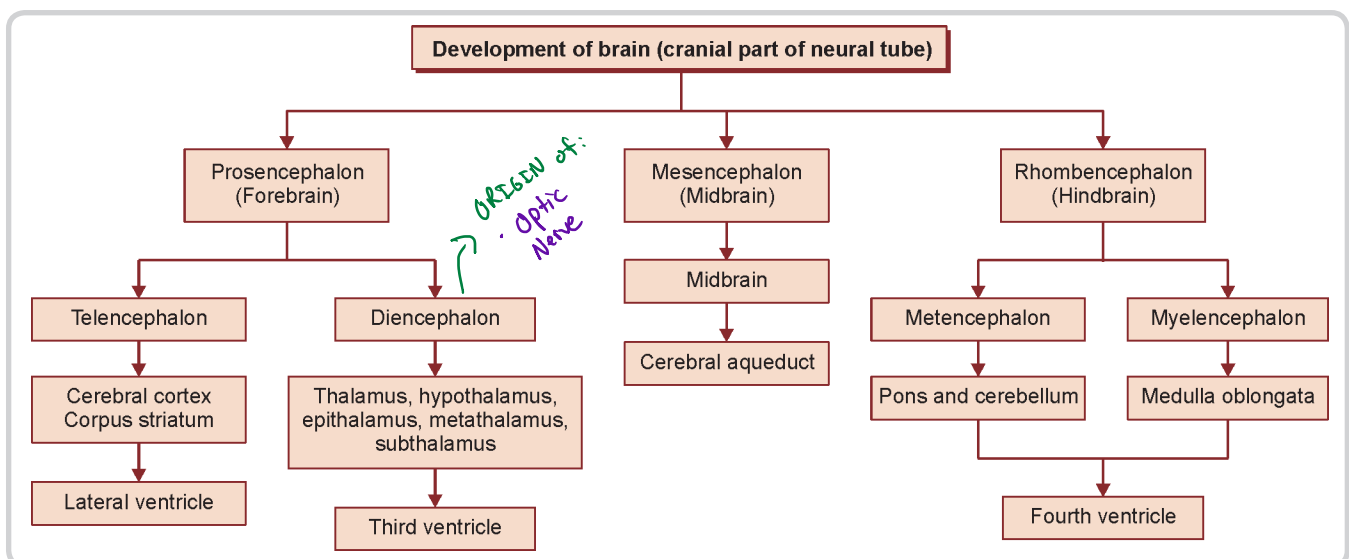 Development of brain (cranial part of neural tube)
Prosencephalon
(Forebrain)
ORIGIN of:
· Optic
Nerve
Mesencephalon
(Midbrain)
Rhombencephalon
(Hindbrain)
Telencephalon
Diencephalon
Midbrain
Metencephalon
Myelencephalon
Cerebral cortex
Corpus striatum
Thalamus, hypothalamus,
epithalamus, metathalamus,
subthalamus
Cerebral aqueduct
Pons and cerebellum
Medulla oblongata
Lateral ventricle
Third ventricle
Fourth ventricle